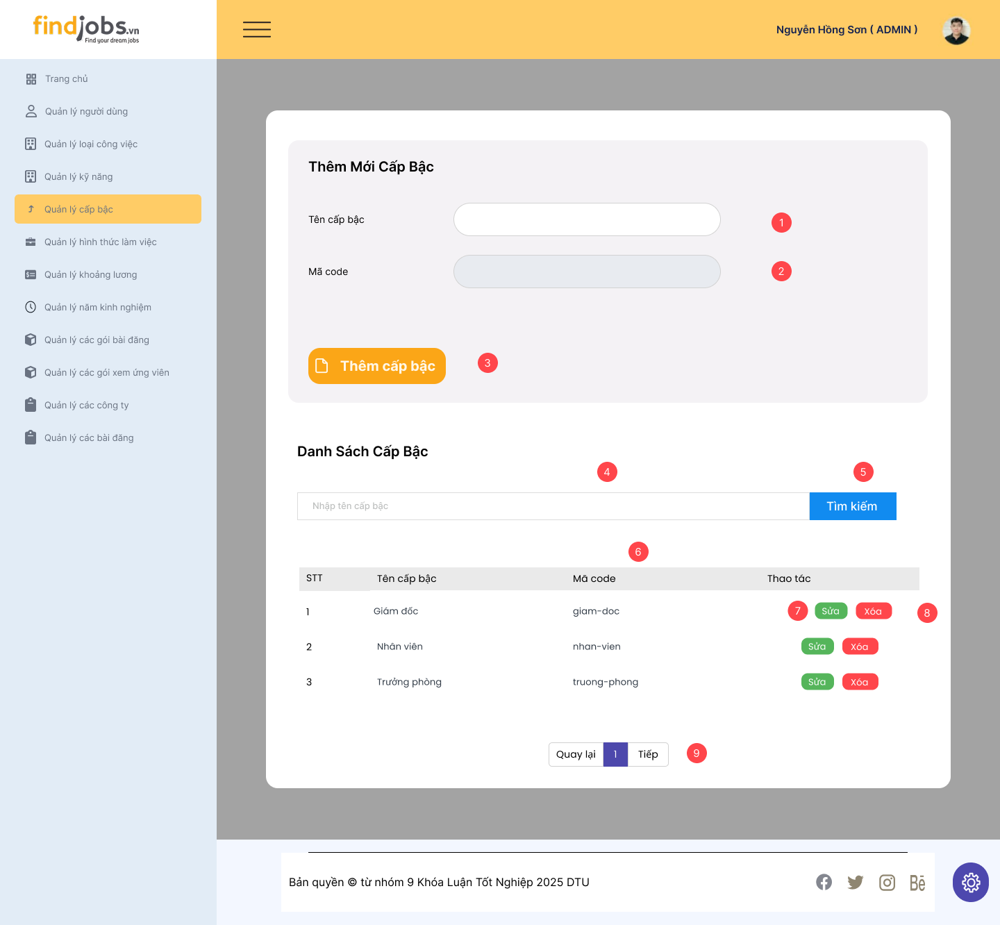 findjobs.vn
Find your dream jobs
Nguyễn Hồng Sơn ( ADMIN )
Trang chủ
Quản lý người dùng
Quản lý loại công việc
Quản lý kỹ năng
Quản lý cấp bậc
Quản lý hình thức làm việc
Quản lý khoảng lương
Quản lý năm kinh nghiệm
Quản lý các gói bài đăng
Quản lý các gói xem ứng viên
Quản lý các công ty
Quản lý các bài đăng
Thêm Mới Cấp Bậc
Tên cấp bậc 1
Mã code 2
Thêm cấp bậc 3
Danh Sách Cấp Bậc
4 5
Nhập tên cấp bậc Tìm kiếm
6
STT Tên cấp bậc Mã code Thao tác
1 Giám đốc giam-doc 7 Sửa Xóa 8
2 Nhân viên nhan-vien Sửa Xóa
3 Trưởng phòng truong-phong Sửa Xóa
Quay lại 1 Tiếp 9
Bản quyền © từ nhóm 9 Khóa Luận Tốt Nghiệp 2025 DTU